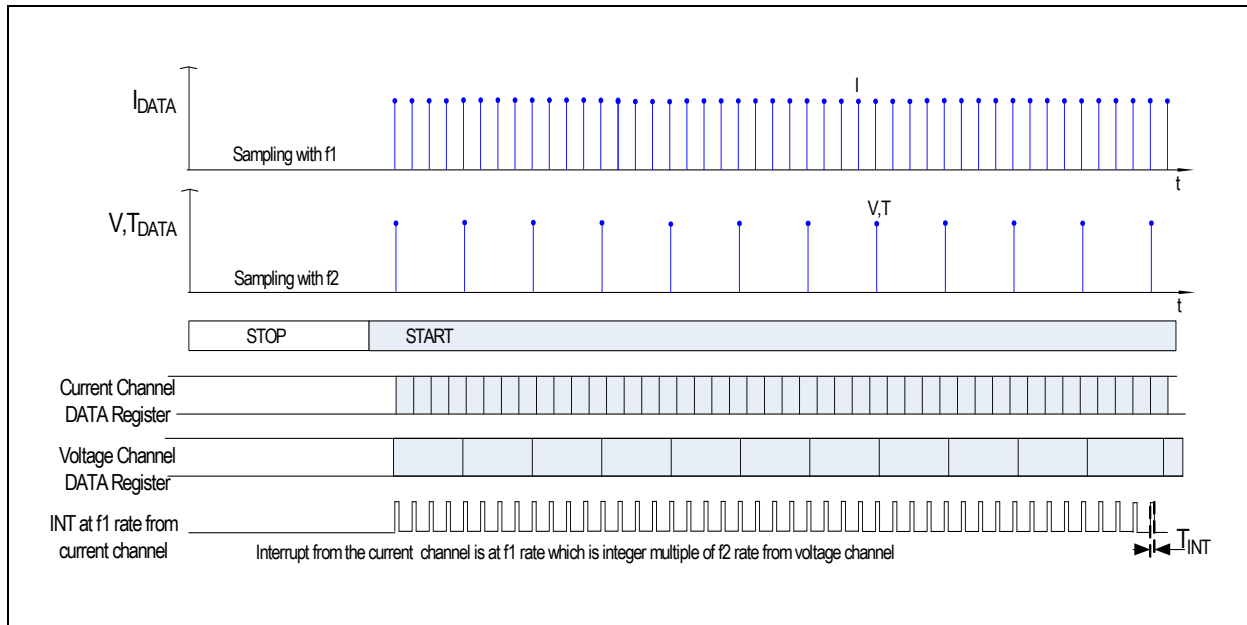 I
IDATA
Sampling with f1
t
V,T
V,TDATA
Sampling with f2
t
STOP START
Current Channel
DATA Register
Voltage Channel
DATA Register
INT at f1 rate from
current channel
Interrupt from the current channel is at f1 rate which is integer multiple of f2 rate from voltage channel
TINT